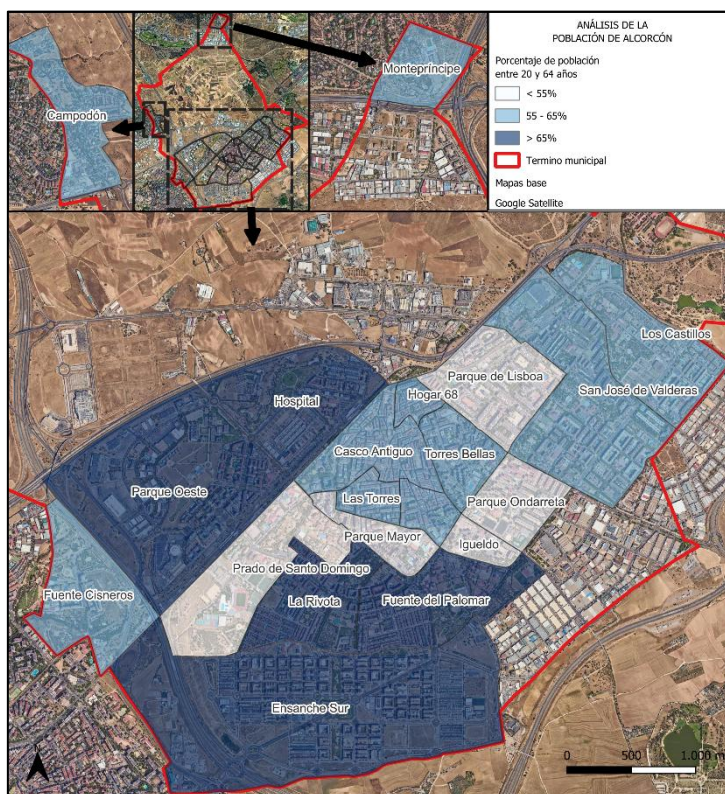 ANÁLISIS DE LA
POBLACIÓN DE ALCORCÓN
Porcentaje de población
entre 20 y 64 años
< 55%
55 - 65%
> 65%
Termino municipal
Mapas base
Google Satellite
Campodón
Montepríncipe
Los Castillos
Parque de Lisboa
San José de Valderas
Hogar 68
Hospital
Casco Antiguo
Torres Bellas
Parque Oeste
Las Torres
Parque Ondarreta
Parque Mayor
Igueldo
Prado de Santo Domingo
Fuente Cisneros
La Rivota
Fuente del Palomar
Ensanche Sur
N
0 500 1.000 m